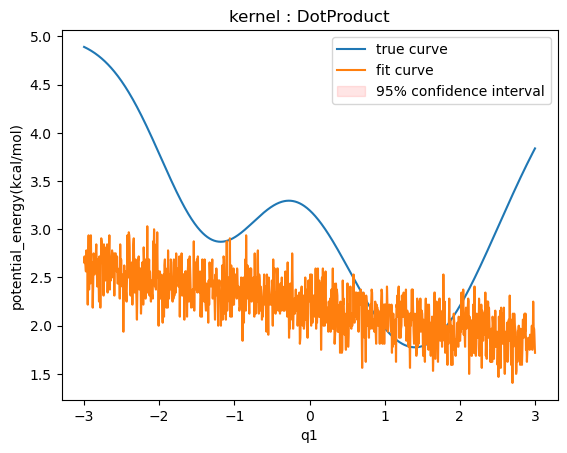 kernel : DotProduct
true curve
fit curve
95% confidence interval
potential_energy(kcal/mol)
5.0
4.5
4.0
3.5
3.0
2.5
2.0
1.5
−3
−2
−1
0
1
2
3
q1